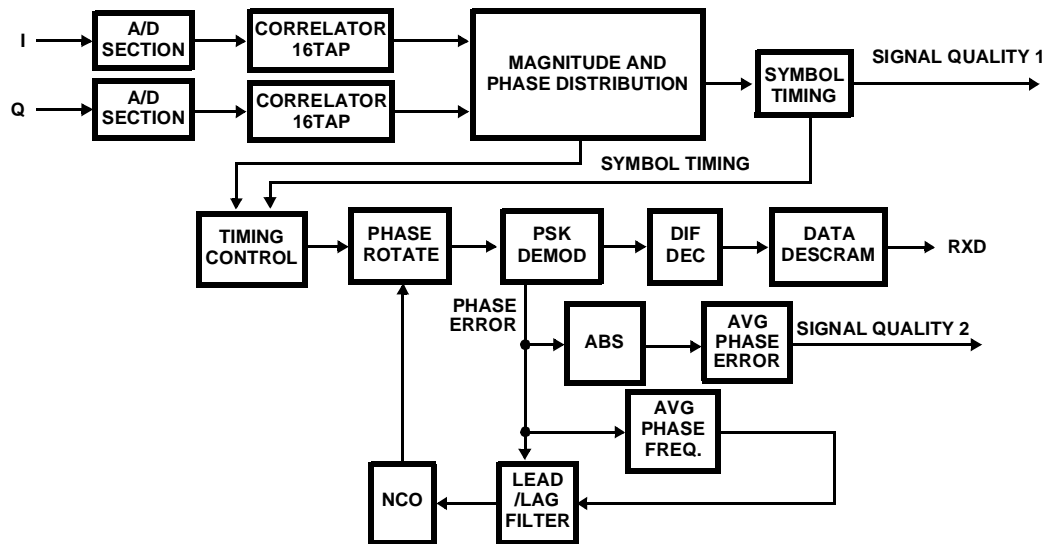 I
A/D
SECTION
CORRELATOR
16TAP
MAGNITUDE AND
PHASE DISTRIBUTION
SYMBOL
TIMING
SIGNAL QUALITY 1
Q
A/D
SECTION
CORRELATOR
16TAP
SYMBOL TIMING
TIMING
CONTROL
PHASE
ROTATE
PSK
DEMOD
DIF
DEC
DATA
DESCRAM
RXD
PHASE
ERROR
ABS
AVG
PHASE
ERROR
SIGNAL QUALITY 2
AVG
PHASE
FREQ.
NCO
LEAD
/LAG
FILTER